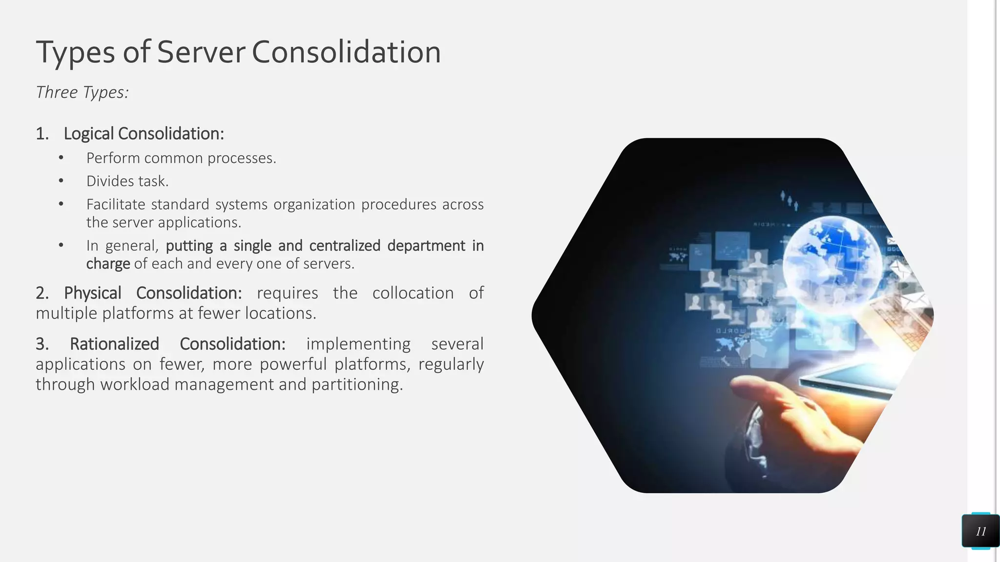 Types of Server Consolidation
Three Types:
1. Logical Consolidation:
• Perform common processes.
• Divides task.
• Facilitate standard systems organization procedures across
the server applications.
• In general, putting a single and centralized department in
charge of each and every one of servers.
2. Physical Consolidation: requires the collocation of
multiple platforms at fewer locations.
3. Rationalized Consolidation: implementing several
applications on fewer, more powerful platforms, regularly
through workload management and partitioning.
WORLD
11